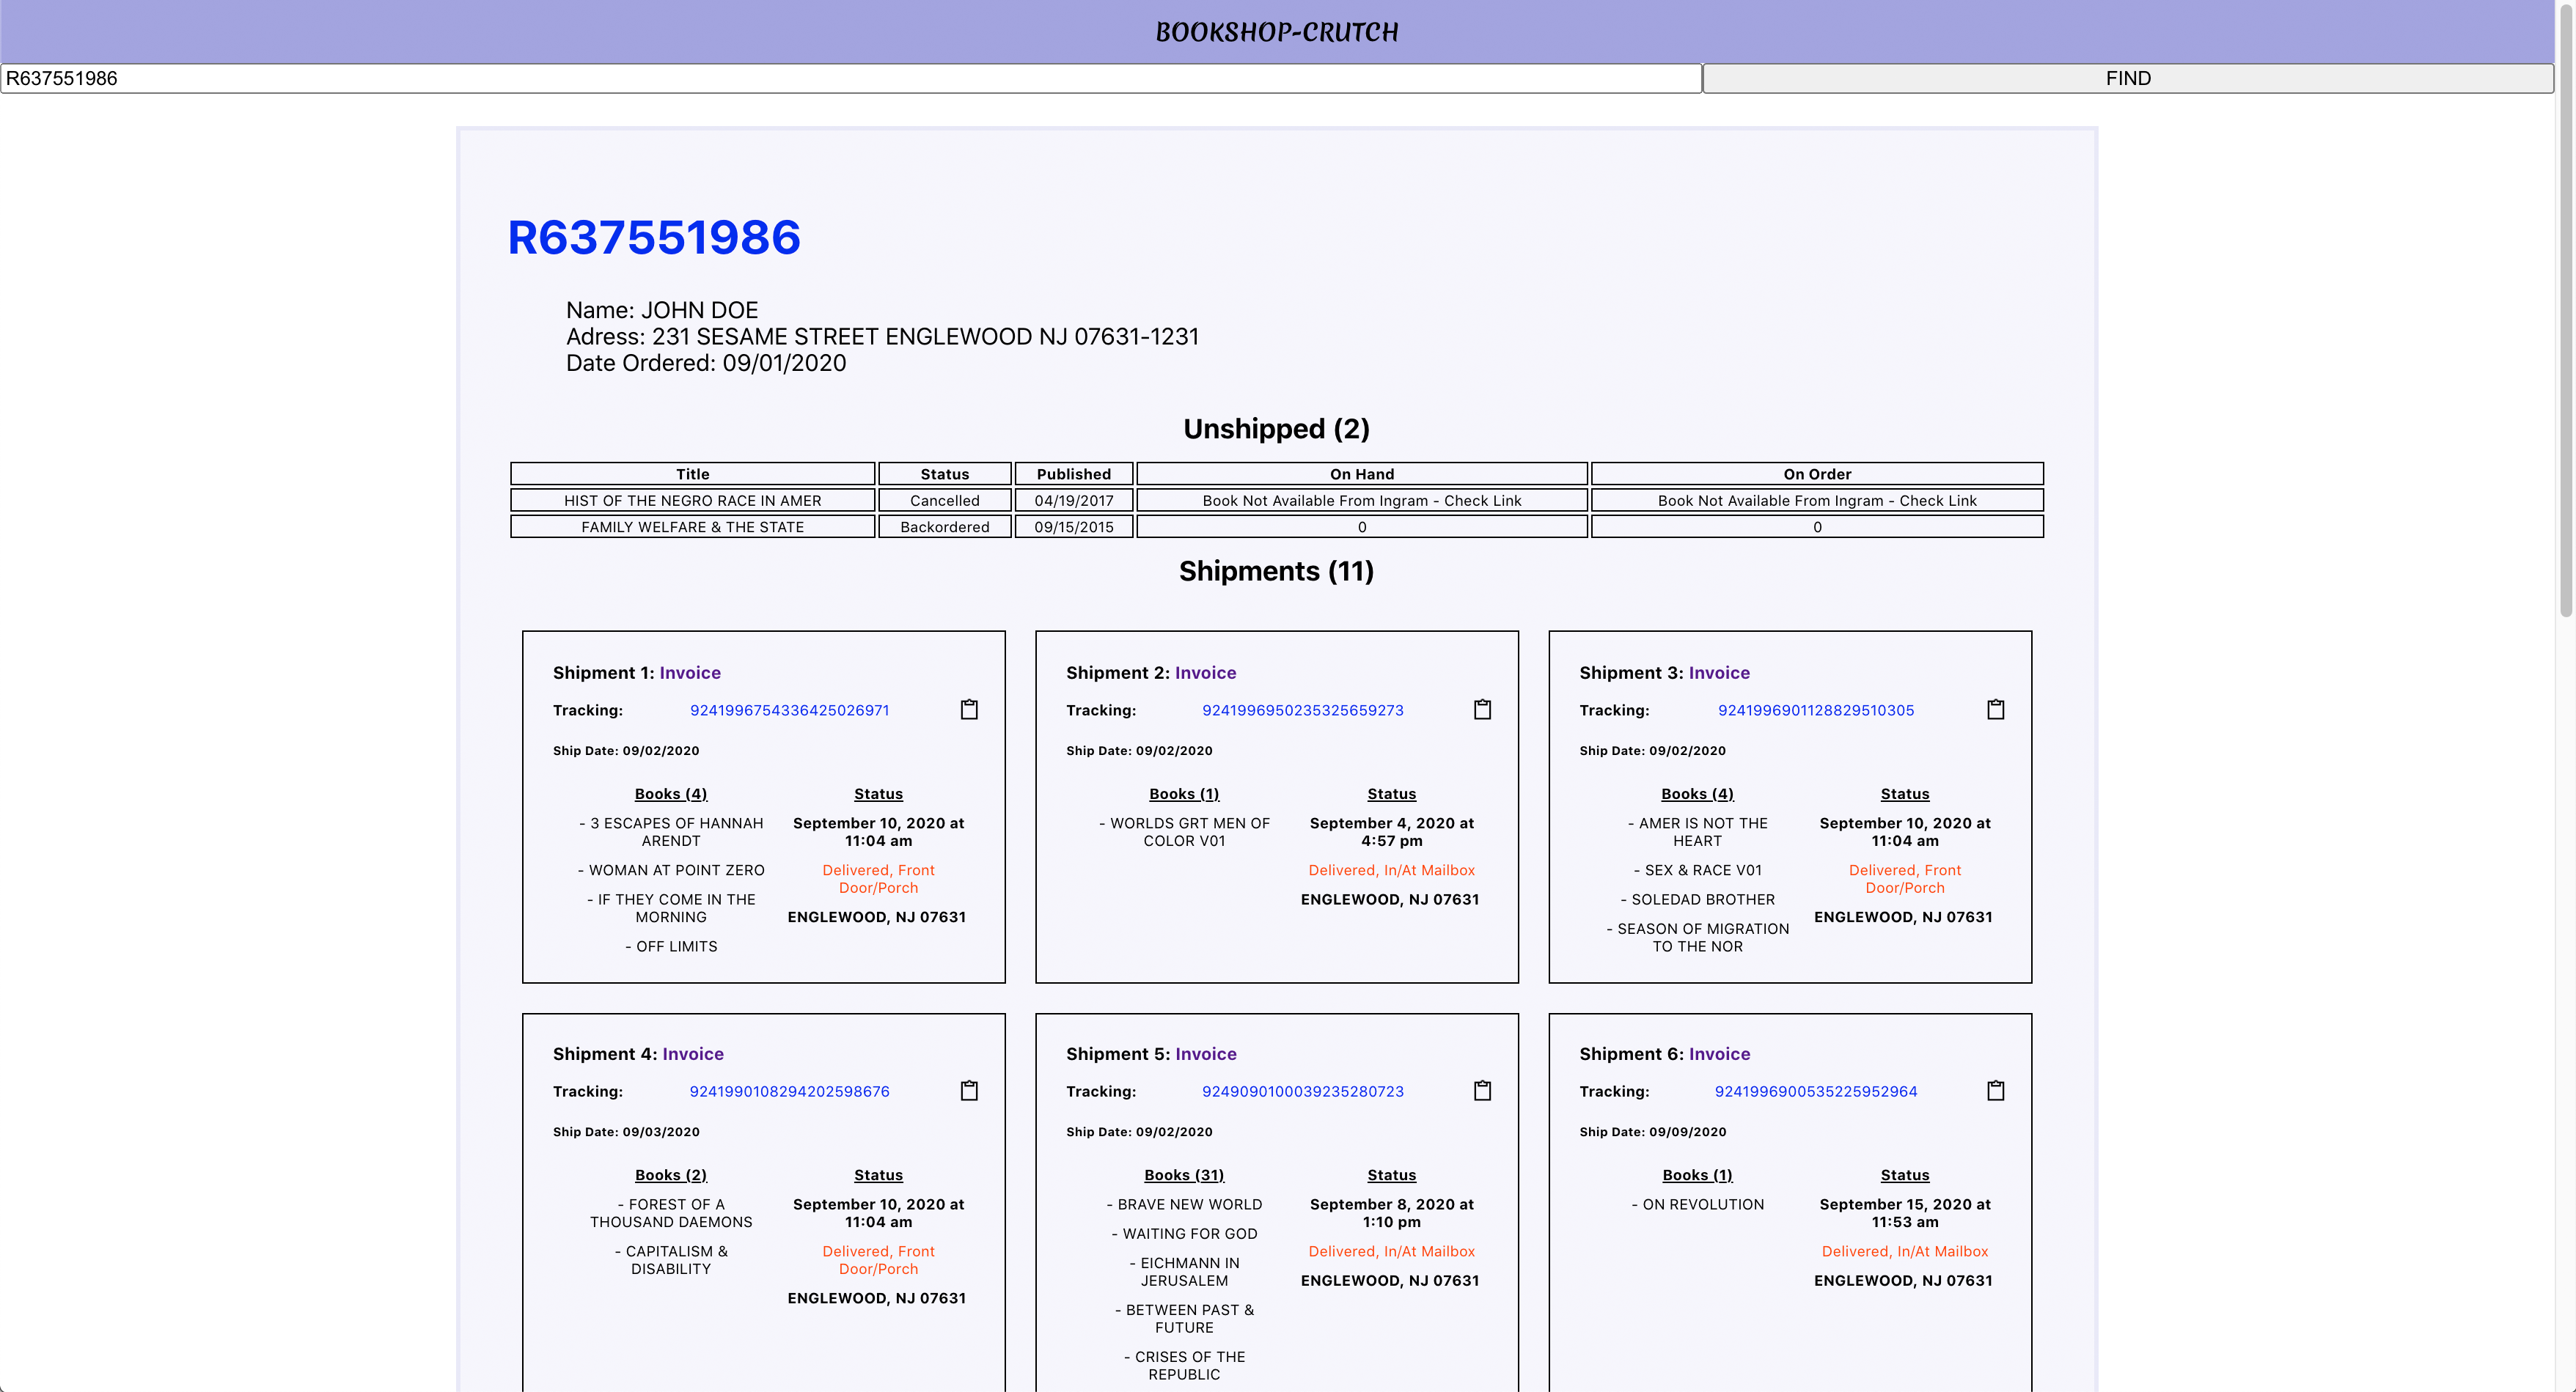 BOOKSHOP-CRUTCH
R637551986 FIND
R637551986
Name: JOHN DOE
Adress: 231 SESAME STREET ENGLEWOOD NJ 07631-1231
Date Ordered: 09/01/2020
Unshipped (2)
Title Status Published On Hand On Order
HIST OF THE NEGRO RACE IN AMER Cancelled 04/19/2017 Book Not Available From Ingram - Check Link Book Not Available From Ingram - Check Link
FAMILY WELFARE & THE STATE Backordered 09/15/2015 0 0
Shipments (11)
Shipment 1: Invoice
Tracking: 9241996754336425026971
Ship Date: 09/02/2020
Books (4)
- 3 ESCAPES OF HANNAH
ARENDT
- WOMAN AT POINT ZERO
- IF THEY COME IN THE
MORNING
- OFF LIMITS
Status
September 10, 2020 at
11:04 am
Delivered, Front
Door/Porch
ENGLEWOOD, NJ 07631
Shipment 2: Invoice
Tracking: 9241996950235325659273
Ship Date: 09/02/2020
Books (1)
- WORLDS GRT MEN OF
COLOR V01
Status
September 4, 2020 at
4:57 pm
Delivered, In/At Mailbox
ENGLEWOOD, NJ 07631
Shipment 3: Invoice
Tracking: 9241996901128829510305
Ship Date: 09/02/2020
Books (4)
- AMER IS NOT THE
HEART
- SEX & RACE V01
- SOLEDAD BROTHER
- SEASON OF MIGRATION
TO THE NOR
Status
September 10, 2020 at
11:04 am
Delivered, Front
Door/Porch
ENGLEWOOD, NJ 07631
Shipment 4: Invoice
Tracking: 9241990108294202598676
Ship Date: 09/03/2020
Books (2)
- FOREST OF A
THOUSAND DAEMONS
- CAPITALISM &
DISABILITY
Status
September 10, 2020 at
11:04 am
Delivered, Front
Door/Porch
ENGLEWOOD, NJ 07631
Shipment 5: Invoice
Tracking: 9249090100039235280723
Ship Date: 09/02/2020
Books (31)
- BRAVE NEW WORLD
- WAITING FOR GOD
- EICHMANN IN
JERUSALEM
- BETWEEN PAST &
FUTURE
- CRISES OF THE
REPUBLIC
Status
September 8, 2020 at
1:10 pm
Delivered, In/At Mailbox
ENGLEWOOD, NJ 07631
Shipment 6: Invoice
Tracking: 9241996900535225952964
Ship Date: 09/09/2020
Books (1)
- ON REVOLUTION
Status
September 15, 2020 at
11:53 am
Delivered, In/At Mailbox
ENGLEWOOD, NJ 07631